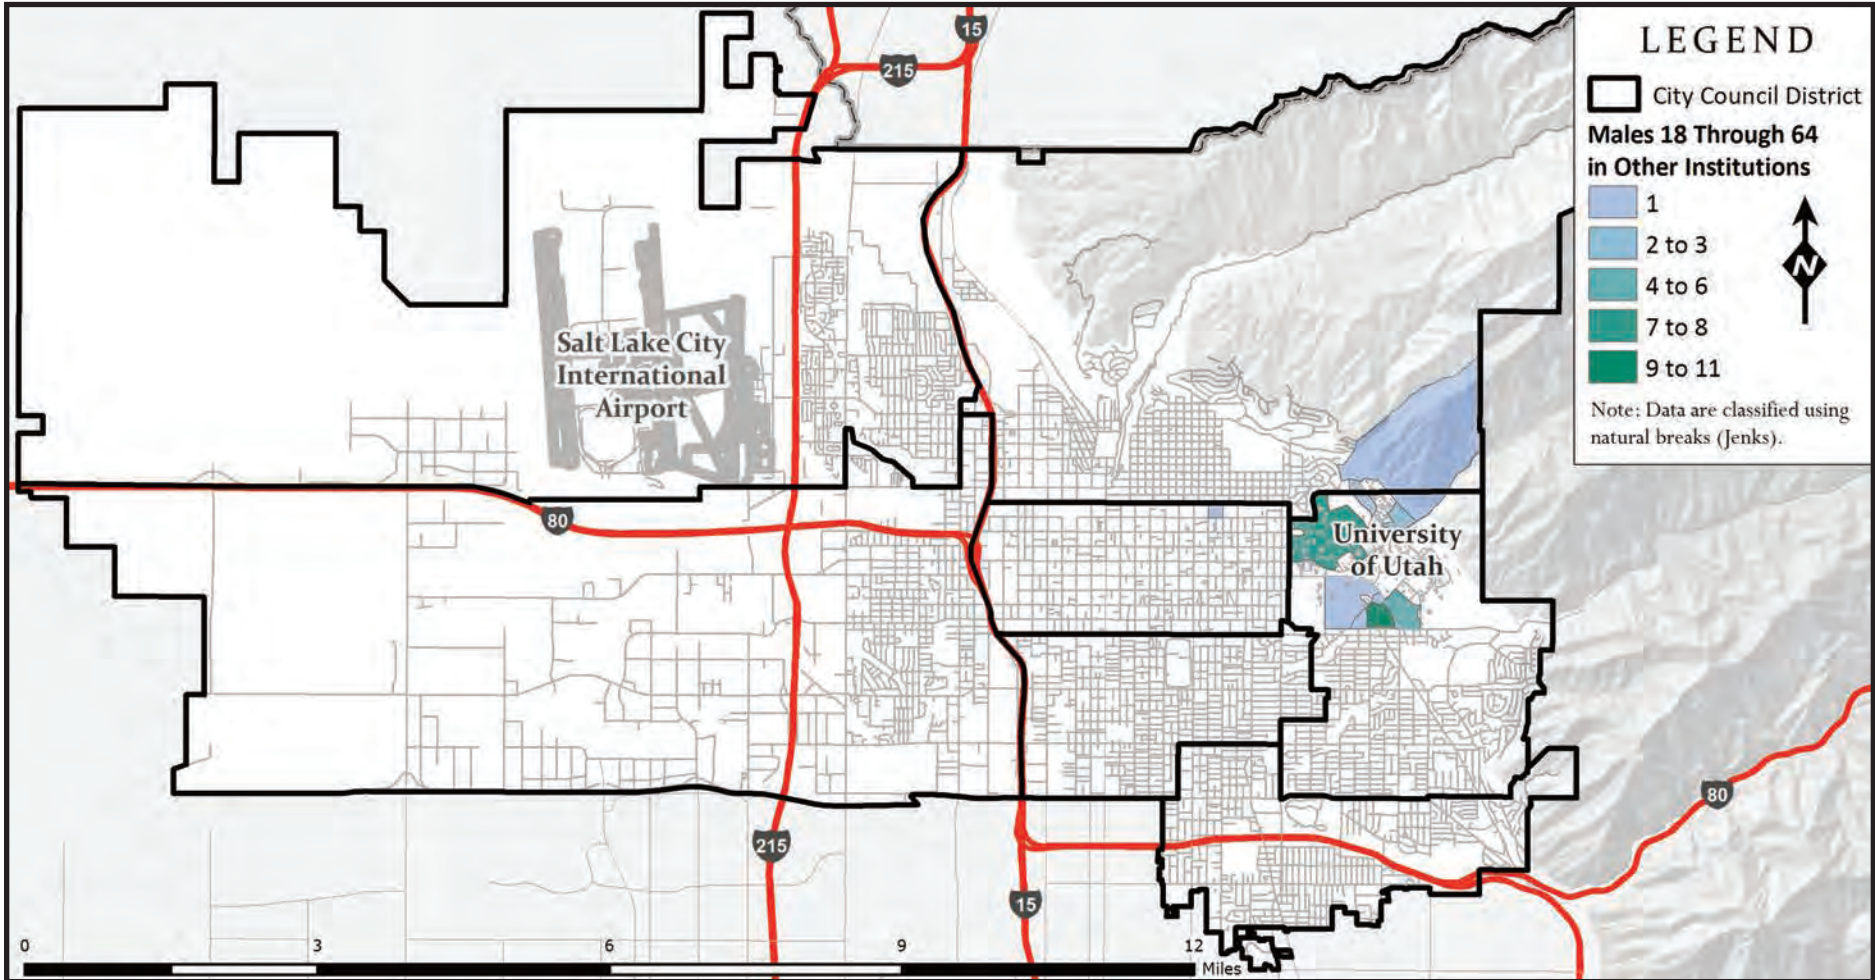 LEGEND
City Council District
Males 18 Through 64
in Other Institutions
1
2 to 3
4 to 6
7 to 8
9 to 11
N
Note: Data are classified using
natural breaks (Jenks).
15
215
Salt Lake City
International
Airport
80
University
of Utah
80
215
15
0
3
6
9
12
Miles